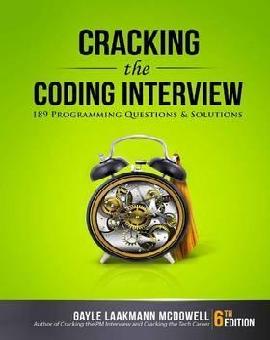 CRACKING
the
CODING INTERVIEW
189 PROGRAMMING QUESTIONS & SOLUTIONS
GAYLE LAAKMANN MCDOWELL
6TH EDITION
Author of Cracking the PM Interview and Cracking the Tech Career